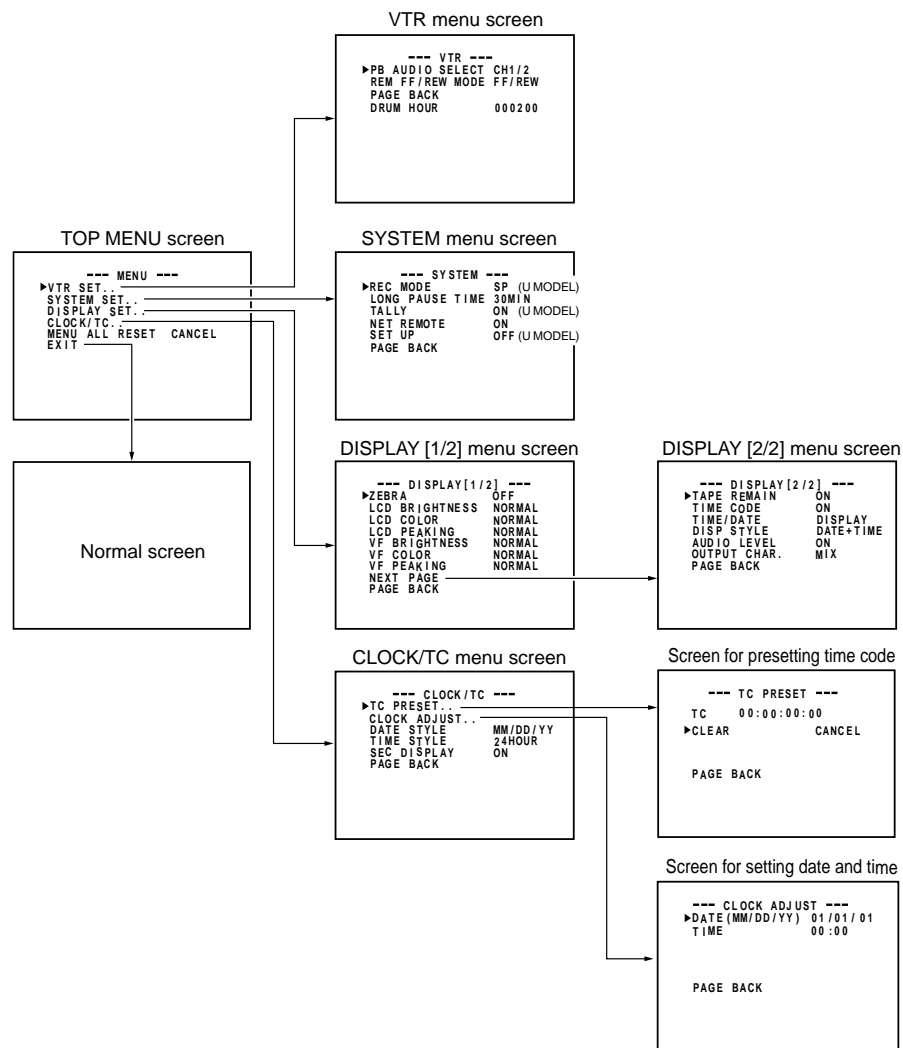 VTR menu screen
--- VTR ---
▶PB AUDIO SELECT CH1/2
REM FF/REW MODE FF/REW
PAGE BACK
DRUM HOUR 000200
TOP MENU screen
--- MENU ---
▶VTR SET..
SYSTEM SET..
DISPLAY SET..
CLOCK/TC..
MENU ALL RESET CANCEL
EXIT
SYSTEM menu screen
--- SYSTEM ---
▶REC MODE SP (U MODEL)
LONG PAUSE TIME 30MIN
TALLY ON (U MODEL)
NET REMOTE ON
SET UP OFF (U MODEL)
PAGE BACK
Normal screen
DISPLAY [1/2] menu screen
--- DISPLAY[1/2] ---
▶ZEBRA OFF
LCD BRIGHTNESS NORMAL
LCD COLOR NORMAL
LCD PEAKING NORMAL
VF BRIGHTNESS NORMAL
VF COLOR NORMAL
VF PEAKING NORMAL
NEXT PAGE
PAGE BACK
DISPLAY [2/2] menu screen
--- DISPLAY[2/2] ---
▶TAPE REMAIN ON
TIME CODE ON
TIME/DATE DISPLAY
DISP STYLE DATE+TIME
AUDIO LEVEL ON
OUTPUT CHAR. MIX
PAGE BACK
CLOCK/TC menu screen
--- CLOCK/TC ---
▶TC PRESET..
CLOCK ADJUST..
DATE STYLE MM/DD/YY
TIME STYLE 24HOUR
SEC DISPLAY ON
PAGE BACK
Screen for presetting time code
--- TC PRESET ---
TC 00:00:00:00
▶CLEAR CANCEL
PAGE BACK
Screen for setting date and time
--- CLOCK ADJUST ---
▶DATE(MM/DD/YY) 01/01/01
TIME 00:00
PAGE BACK